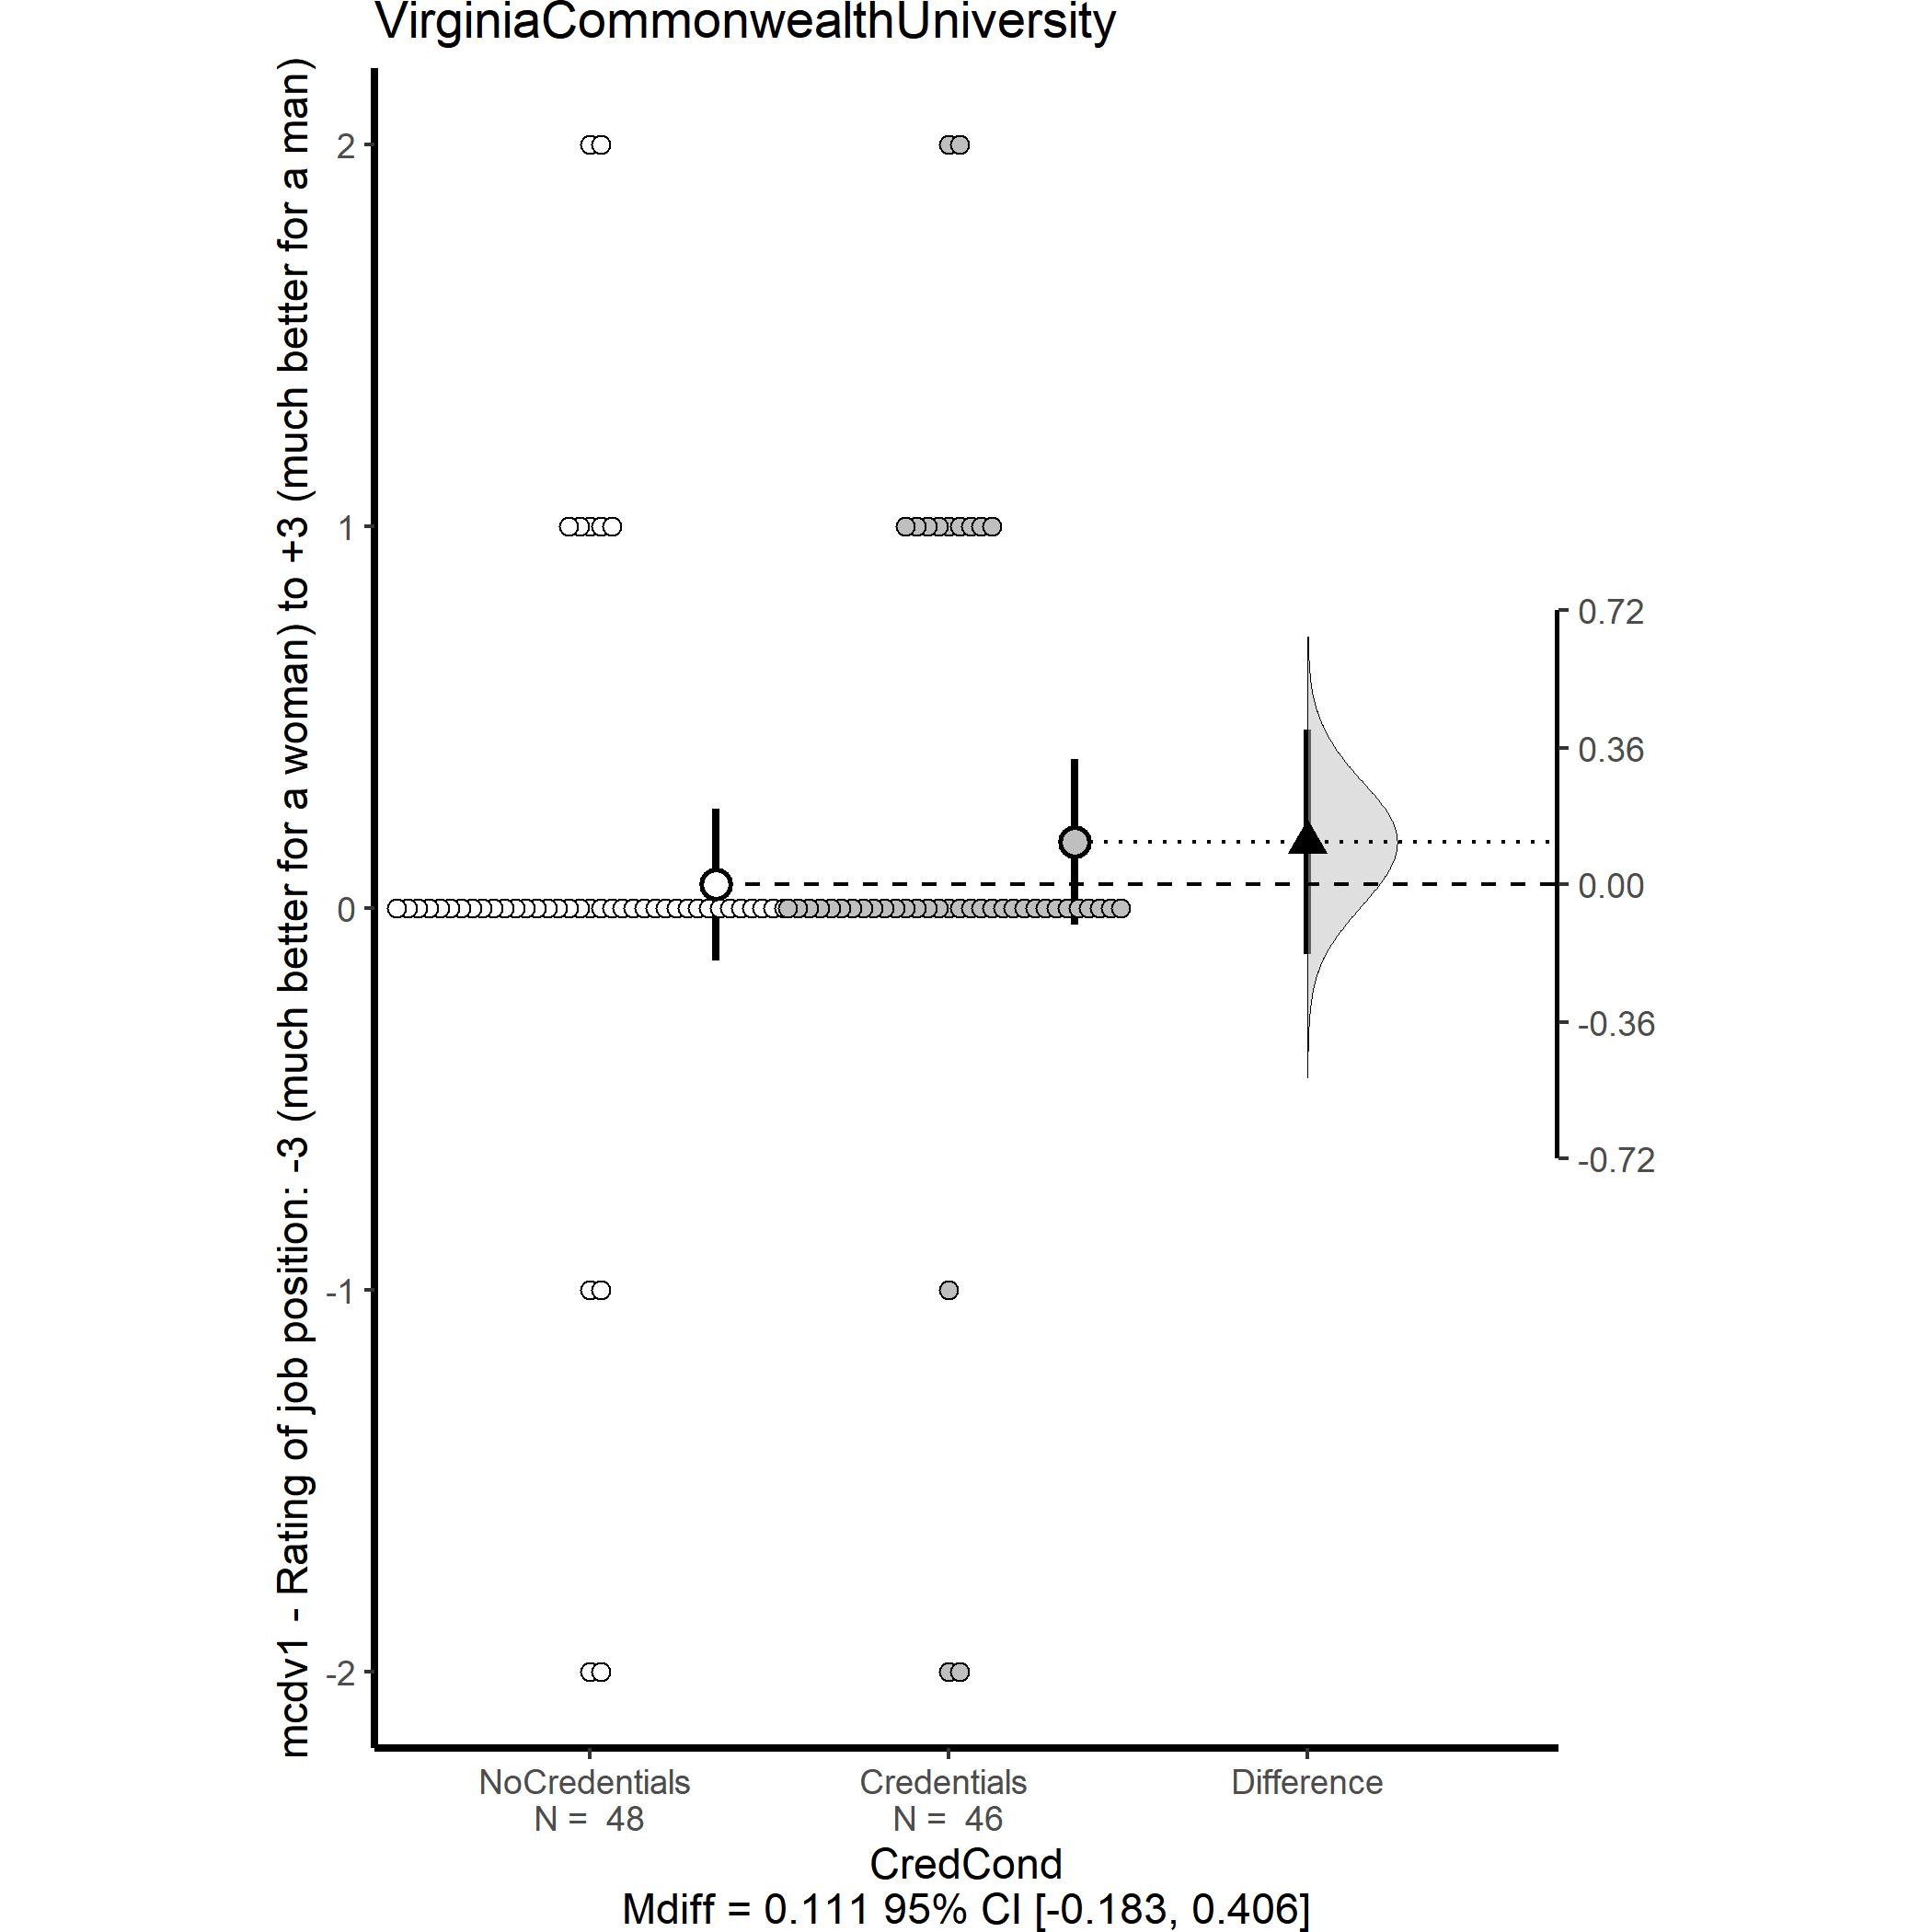 VirginiaCommonwealthUniversity
mcdv1 - Rating of job position: -3 (much better for a woman) to +3 (much better for a man)
2
1
0
-1
-2
0.72
0.36
0.00
-0.36
-0.72
NoCredentials
N =  48
Credentials
N =  46
Difference
CredCond
Mdiff = 0.111 95% CI [-0.183, 0.406]